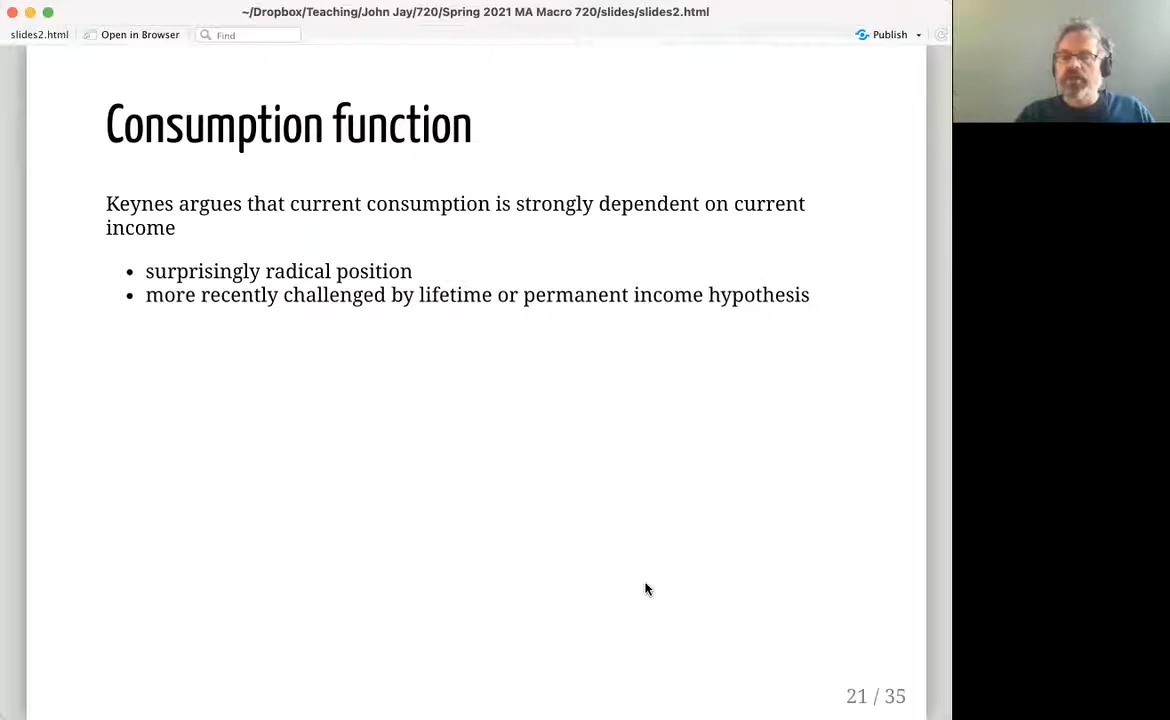 ~/Dropbox/Teaching/John Jay/720/Spring 2021 MA Macro 720/slides/slides2.html
slides2.html Open in Browser Find Publish
Consumption function
Keynes argues that current consumption is strongly dependent on current
income
• surprisingly radical position
• more recently challenged by lifetime or permanent income hypothesis
21 / 35